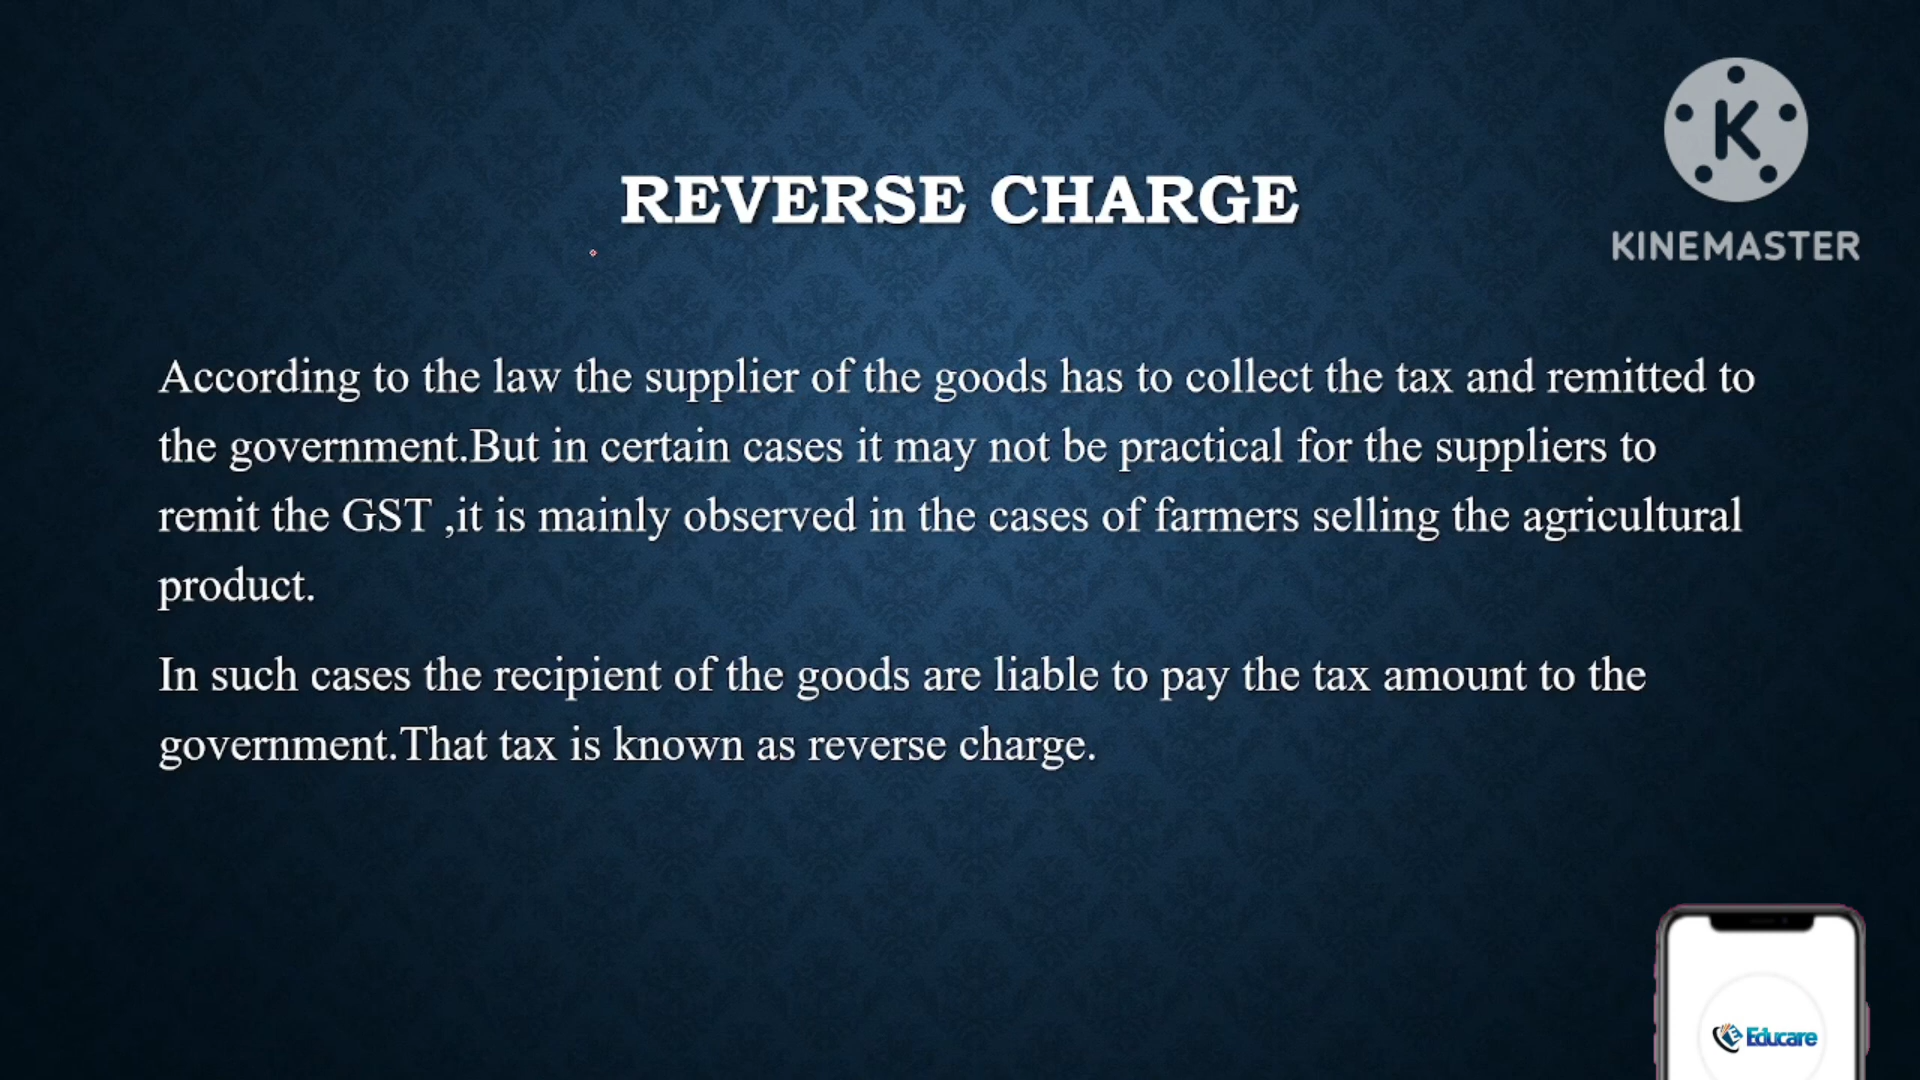 K
KINEMASTER
REVERSE CHARGE
According to the law the supplier of the goods has to collect the tax and remitted to
the government.But in certain cases it may not be practical for the suppliers to
remit the GST ,it is mainly observed in the cases of farmers selling the agricultural
product.
In such cases the recipient of the goods are liable to pay the tax amount to the
government.That tax is known as reverse charge.
E Educare